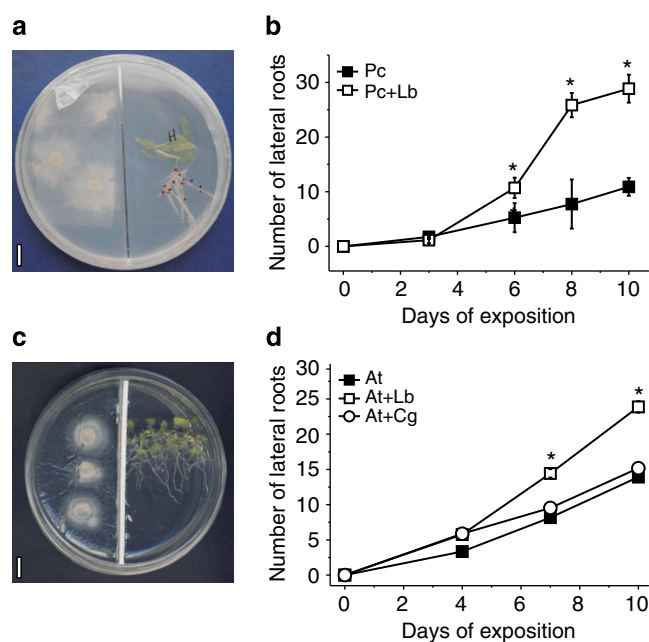 a
b
Number of lateral roots
30
20
10
0
Pc
Pc+Lb
*
*
*
0 2 4 6 8 10
Days of exposition
c
d
Number of lateral roots
30
25
20
15
10
5
0
At
At+Lb
At+Cg
*
*
0 2 4 6 8 10
Days of exposition